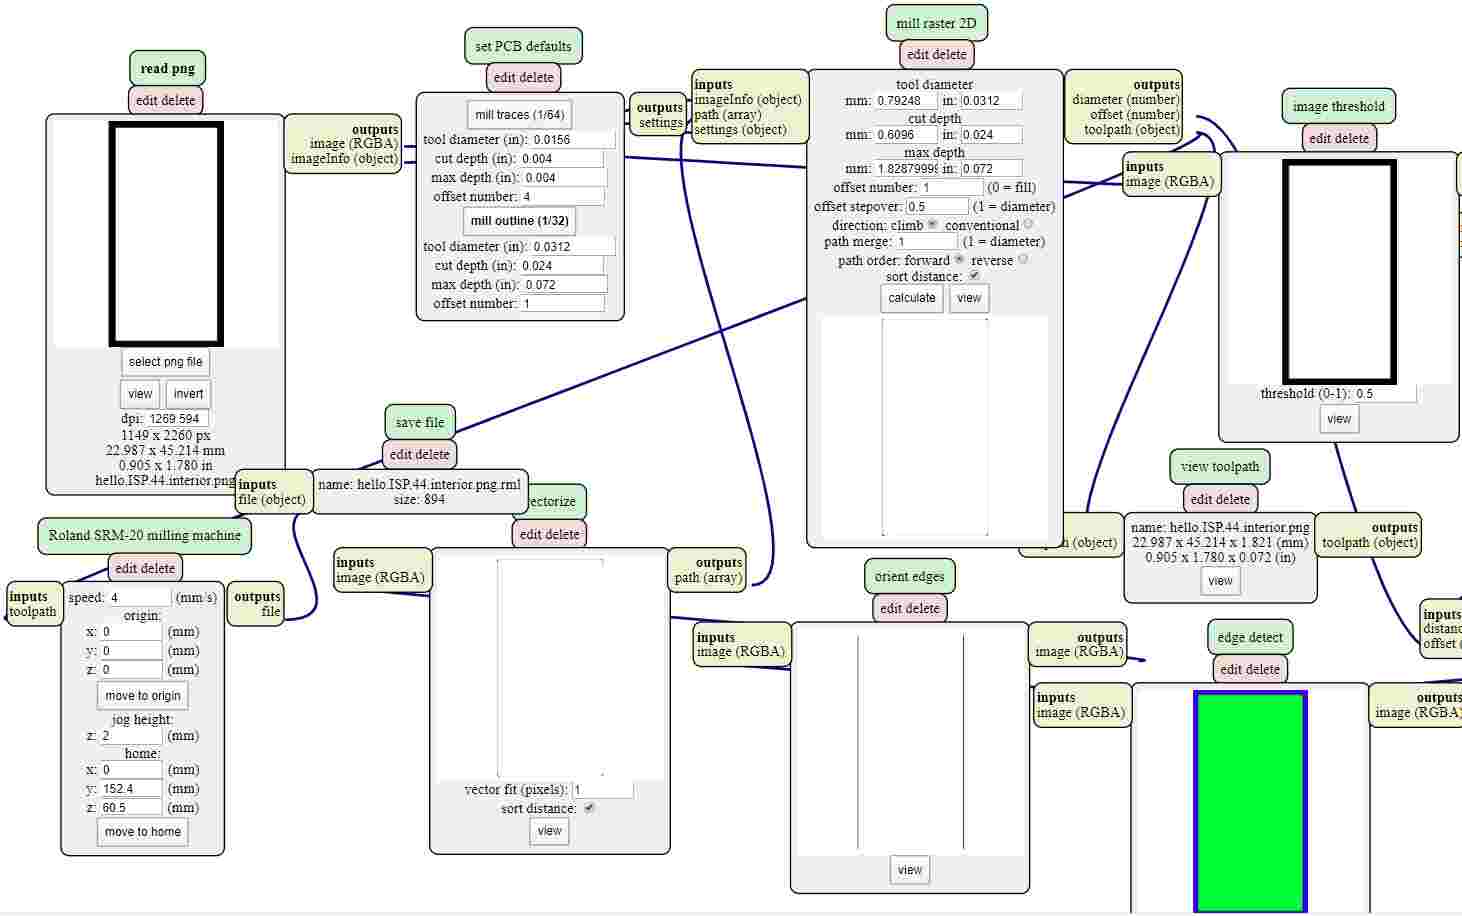 read png
edit delete
outputs
image (RGBA)
imageInfo (object)
select png file
view invert
dpi: 1269.594
1149 x 2260 px
22.987 x 45.214 mm
0.905 x 1.780 in
hello.ISP.44.interior.png
set PCB defaults
edit delete
mill traces (1/64)
tool diameter (in): 0.0156
cut depth (in): 0.004
max depth (in): 0.004
offset number: 4
mill outline (1/32)
tool diameter (in): 0.0312
cut depth (in): 0.024
max depth (in): 0.072
offset number: 1
outputs
settings
mill raster 2D
edit delete
inputs
imageInfo (object)
path (array)
settings (object)
tool diameter
mm: 0.79248 in: 0.0312
cut depth
mm: 0.6096 in: 0.024
max depth
mm: 1.82879999 in: 0.072
offset number: 1 (0 = fill)
offset stepover: 0.5 (1 = diameter)
direction: climb conventional
path merge: 1 (1 = diameter)
path order: forward reverse
sort distance:
calculate view
outputs
diameter (number)
offset (number)
toolpath (object)
image threshold
edit delete
inputs
image (RGBA)
threshold (0-1): 0.5
view
save file
edit delete
inputs
file (object)
name: hello.ISP.44.interior.png.rml
size: 894
Roland SRM-20 milling machine
edit delete
inputs
toolpath
speed: 4 (mm/s)
origin:
x: 0 (mm)
y: 0 (mm)
z: 0 (mm)
move to origin
jog height:
z: 2 (mm)
home:
x: 0 (mm)
y: 152.4 (mm)
z: 60.5 (mm)
move to home
outputs
file
ectorize
edit delete
inputs
image (RGBA)
outputs
path (array)
vector fit (pixels): 1
sort distance:
view
orient edges
edit delete
inputs
image (RGBA)
outputs
image (RGBA)
view
view toolpath
edit delete
h (object)
name: hello.ISP.44.interior.png
22.987 x 45.214 x 1.821 (mm)
0.905 x 1.780 x 0.072 (in)
view
outputs
toolpath (object)
edge detect
edit delete
inputs
image (RGBA)
outputs
image (RGBA)
inputs
distanc
offset (